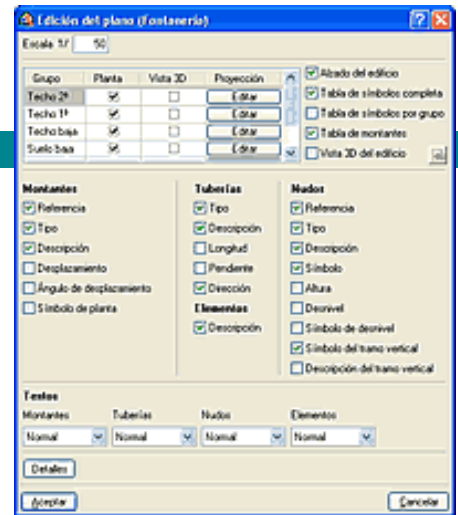 Edición del plano (Fontanería)
Escala 1/ 50
Grupo Planta Vista 3D Proyección
Techo 2º Editar
Techo 1º Editar
Techo baja Editar
Suelo baja Editar
Alzado del edificio
Tabla de símbolos completa
Tabla de símbolos por grupo
Tabla de montantes
Vista 3D del edificio
Montantes
Referencia
Tipo
Descripción
Desplazamiento
Ángulo de desplazamiento
Símbolo de planta
Tuberías
Tipo
Descripción
Longitud
Pendiente
Dirección
Elementos
Descripción
Nudos
Referencia
Tipo
Descripción
Símbolo
Altura
Desnivel
Símbolo de desnivel
Símbolo del tramo vertical
Descripción del tramo vertical
Textos
Montantes Tuberías Nudos Elementos
Normal Normal Normal Normal
Detalles
Aceptar Cancelar